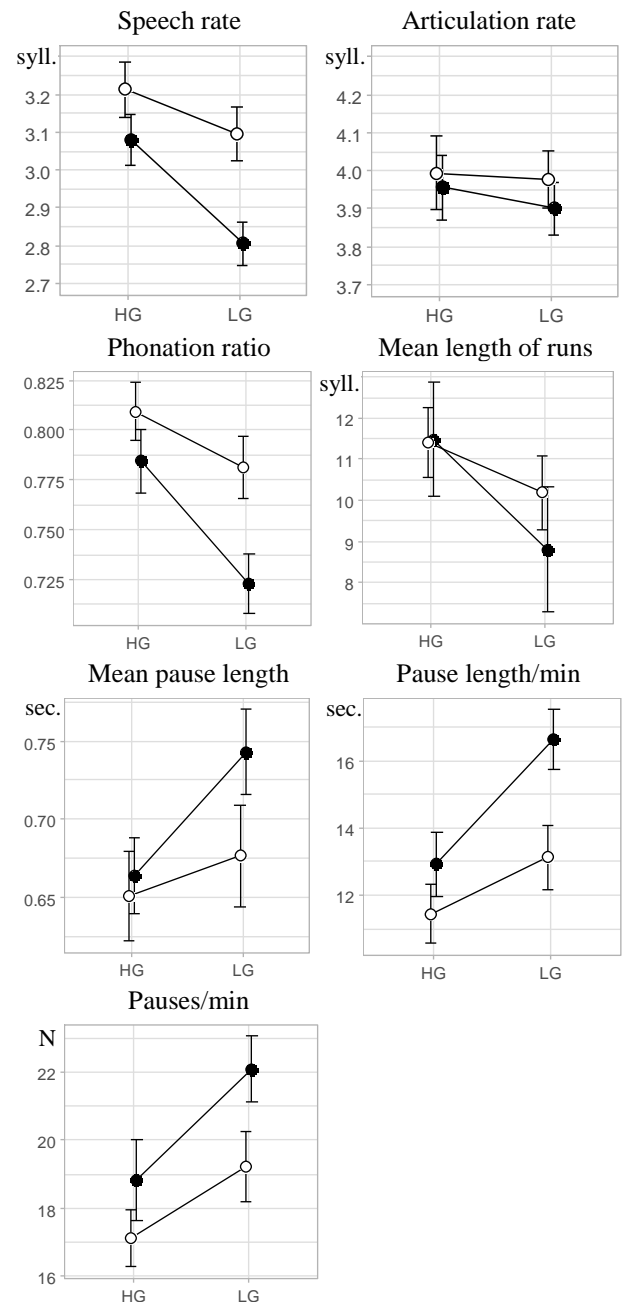 Speech rate
syll.
3.2
3.1
3.0
2.9
2.8
2.7
HG LG
Articulation rate
syll.
4.2
4.1
4.0
3.9
3.8
3.7
HG LG
Phonation ratio
0.825
0.800
0.775
0.750
0.725
HG LG
Mean length of runs
syll.
12
11
10
9
8
HG LG
Mean pause length
sec.
0.75
0.70
0.65
HG LG
Pause length/min
sec.
16
14
12
HG LG
Pauses/min
N
22
20
18
16
HG LG